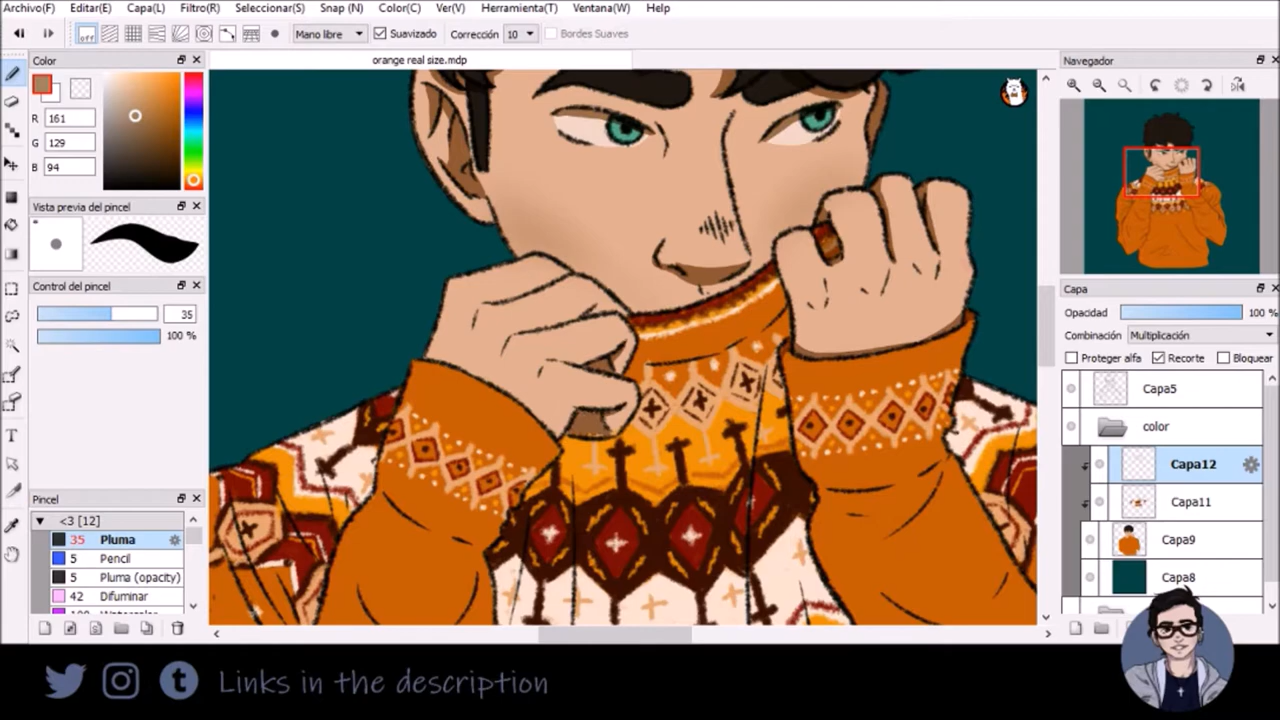 Archivo(F) Editar(E) Capa(L) Filtro(R) Seleccionar(S) Snap (N) Color(C) Ver(V) Herramienta(T) Ventana(W) Help
off Mano libre Suavizado Corrección 10 Bordes Suaves
Color
orange real size.mdp
Navegador
R 161
G 129
B 94
Vista previa del pincel
Control del pincel
35
100 %
Capa
Opacidad 100 %
Combinación Multiplicación
Proteger alfa Recorte Bloquear
Capa5
color
Capa12
Capa11
Capa9
Capa8
Pincel
<3 [12]
35 Pluma
5 Pencil
5 Pluma (opacity)
42 Difuminar
Links in the description